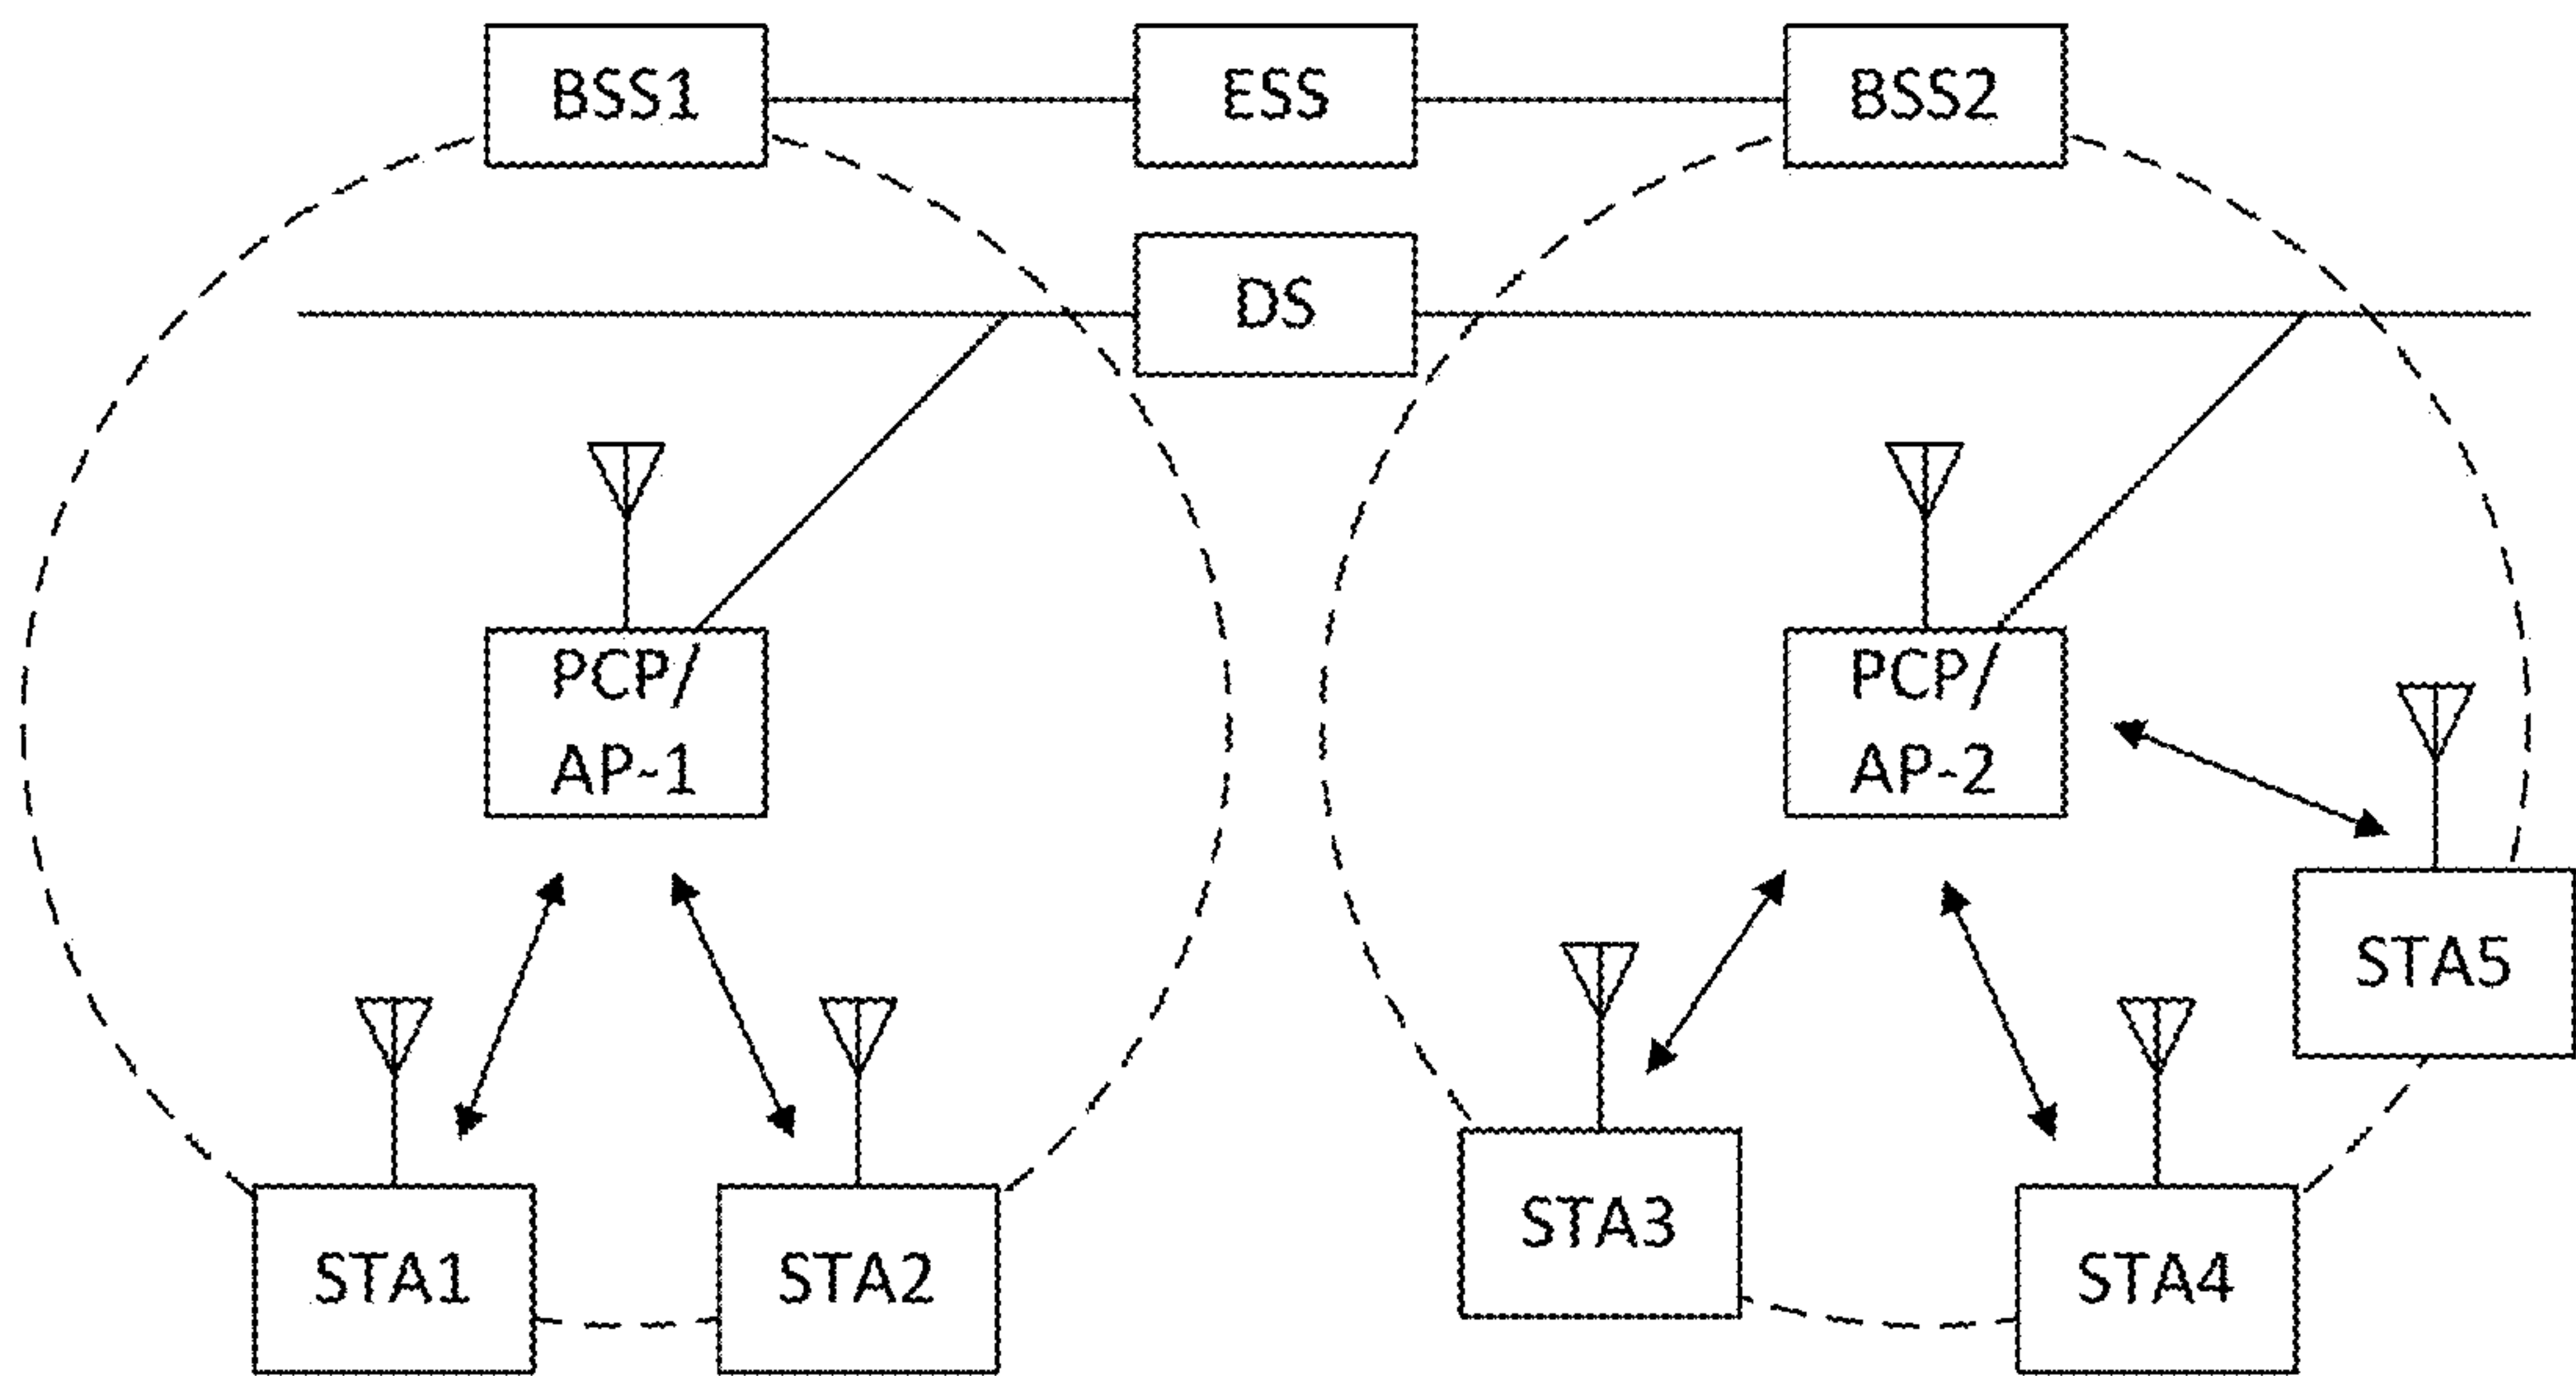 BSS1
ESS
BSS2
DS
PCP/
AP-1
PCP/
AP-2
STA5
STA3
STA1
STA2
STA4